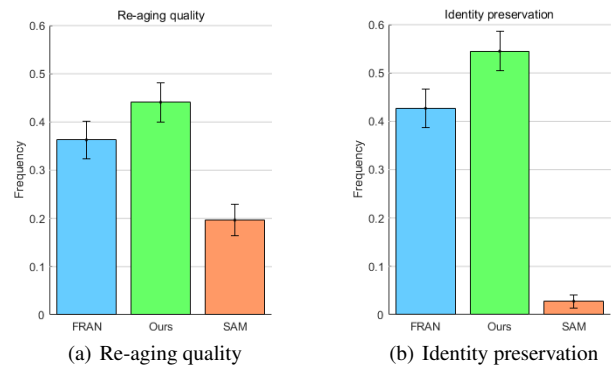 Re-aging quality
0.6
0.5
0.4
0.3
0.2
0.1
0
Frequency
FRAN Ours SAM
(a) Re-aging quality
Identity preservation
0.6
0.5
0.4
0.3
0.2
0.1
0
Frequency
FRAN Ours SAM
(b) Identity preservation